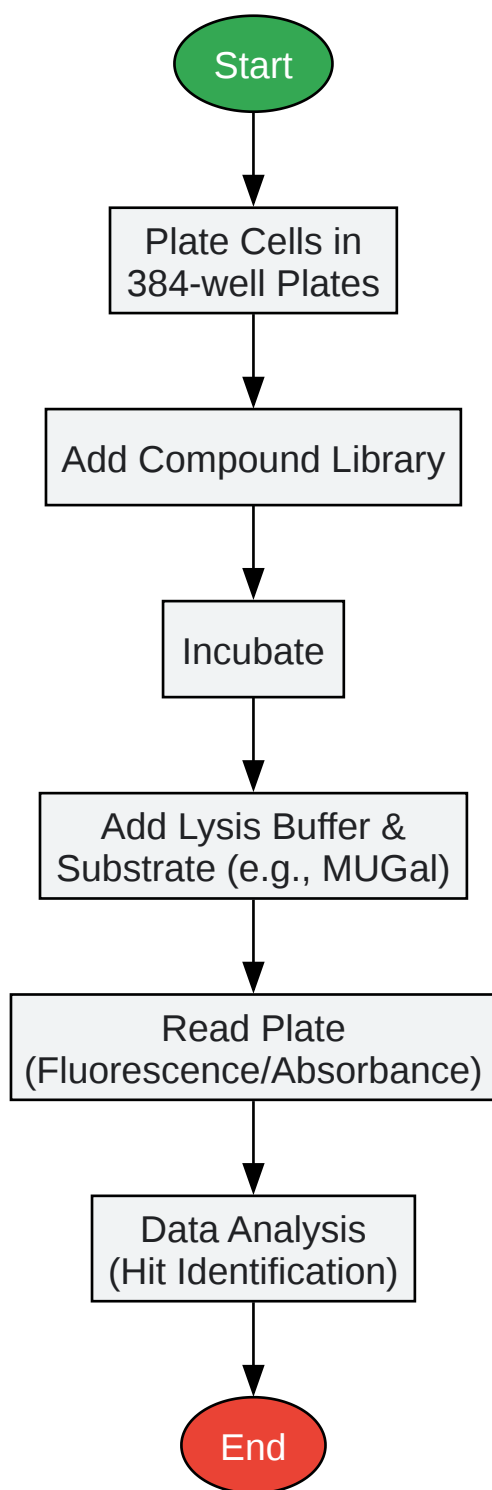 Start
Plate Cells in
384-well Plates
Add Compound Library
Incubate
Add Lysis Buffer &
Substrate (e.g., MUGal)
Read Plate
(Fluorescence/Absorbance)
Data Analysis
(Hit Identification)
End